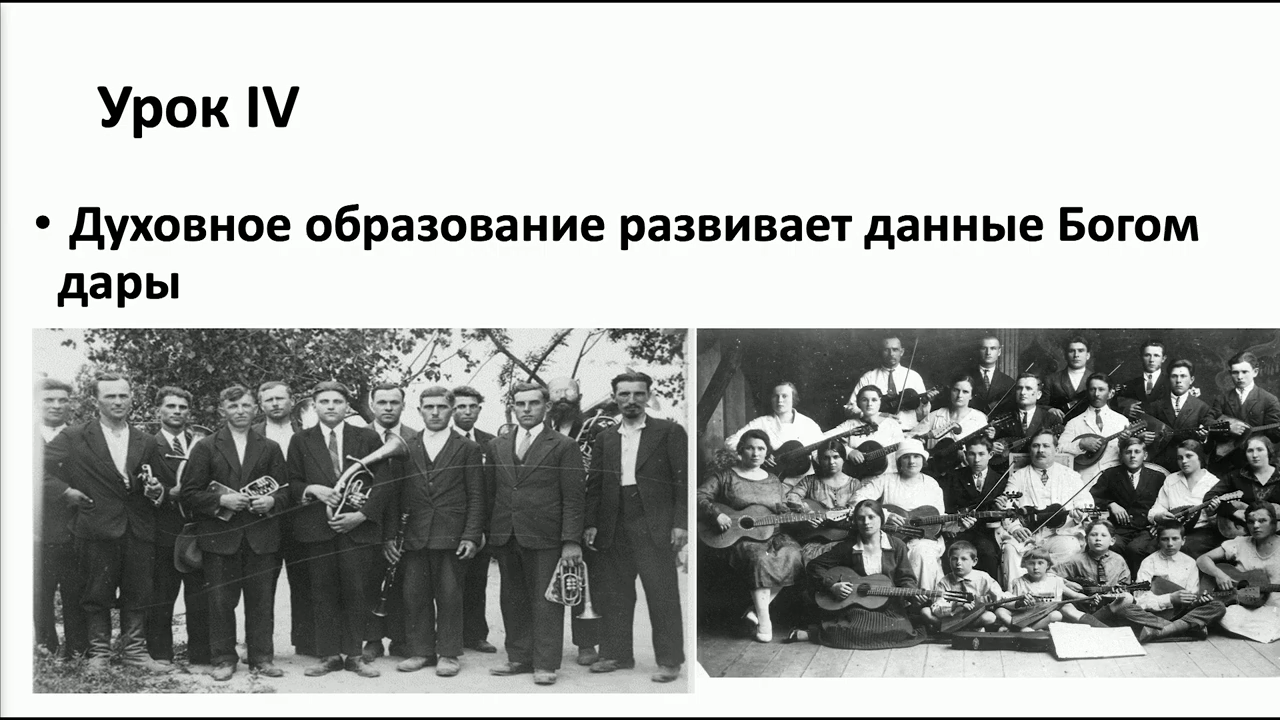 Урок IV
• Духовное образование развивает данные Богом
дары